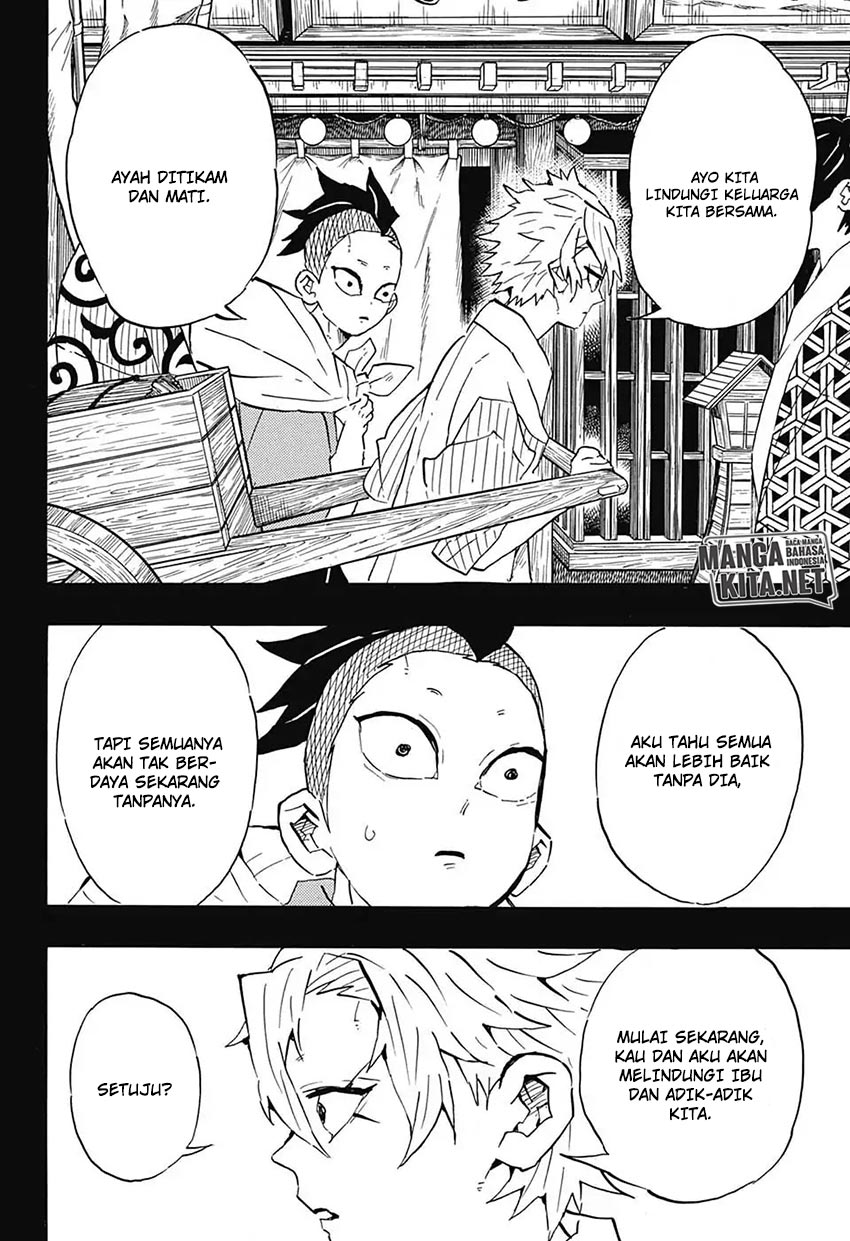 AYO KITA
LINDUNGI KELUARGA
KITA BERSAMA.
AYAH DITIKAM
DAN MATI.
MANGA
KITA.NET
BACA MANGA
BAHASA
INDONESIA
AKU TAHU SEMUA
AKAN LEBIH BAIK
TANPA DIA,
TAPI SEMUANYA
AKAN TAK BER-
DAYA SEKARANG
TANPANYA.
MULAI SEKARANG,
KAU DAN AKU AKAN
MELINDUNGI IBU
DAN ADIK-ADIK
KITA.
SETUJU?